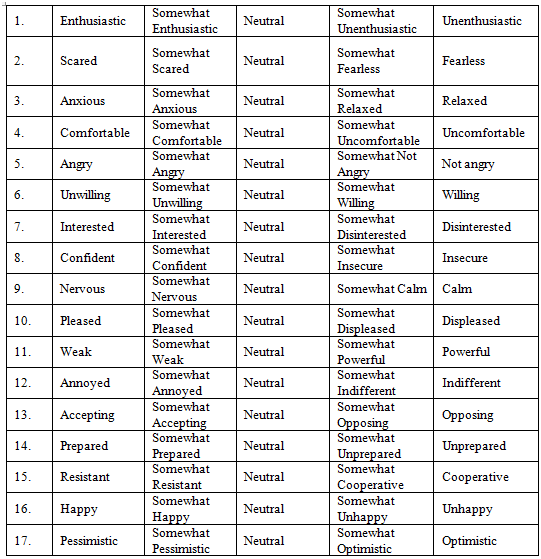 1. Enthusiastic Somewhat Enthusiastic Neutral Somewhat Unenthusiastic Unenthusiastic
2. Scared Somewhat Scared Neutral Somewhat Fearless Fearless
3. Anxious Somewhat Anxious Neutral Somewhat Relaxed Relaxed
4. Comfortable Somewhat Comfortable Neutral Somewhat Uncomfortable Uncomfortable
5. Angry Somewhat Angry Neutral Somewhat Not Angry Not angry
6. Unwilling Somewhat Unwilling Neutral Somewhat Willing Willing
7. Interested Somewhat Interested Neutral Somewhat Disinterested Disinterested
8. Confident Somewhat Confident Neutral Somewhat Insecure Insecure
9. Nervous Somewhat Nervous Neutral Somewhat Calm Calm
10. Pleased Somewhat Pleased Neutral Somewhat Displeased Displeased
11. Weak Somewhat Weak Neutral Somewhat Powerful Powerful
12. Annoyed Somewhat Annoyed Neutral Somewhat Indifferent Indifferent
13. Accepting Somewhat Accepting Neutral Somewhat Opposing Opposing
14. Prepared Somewhat Prepared Neutral Somewhat Unprepared Unprepared
15. Resistant Somewhat Resistant Neutral Somewhat Cooperative Cooperative
16. Happy Somewhat Happy Neutral Somewhat Unhappy Unhappy
17. Pessimistic Somewhat Pessimistic Neutral Somewhat Optimistic Optimistic